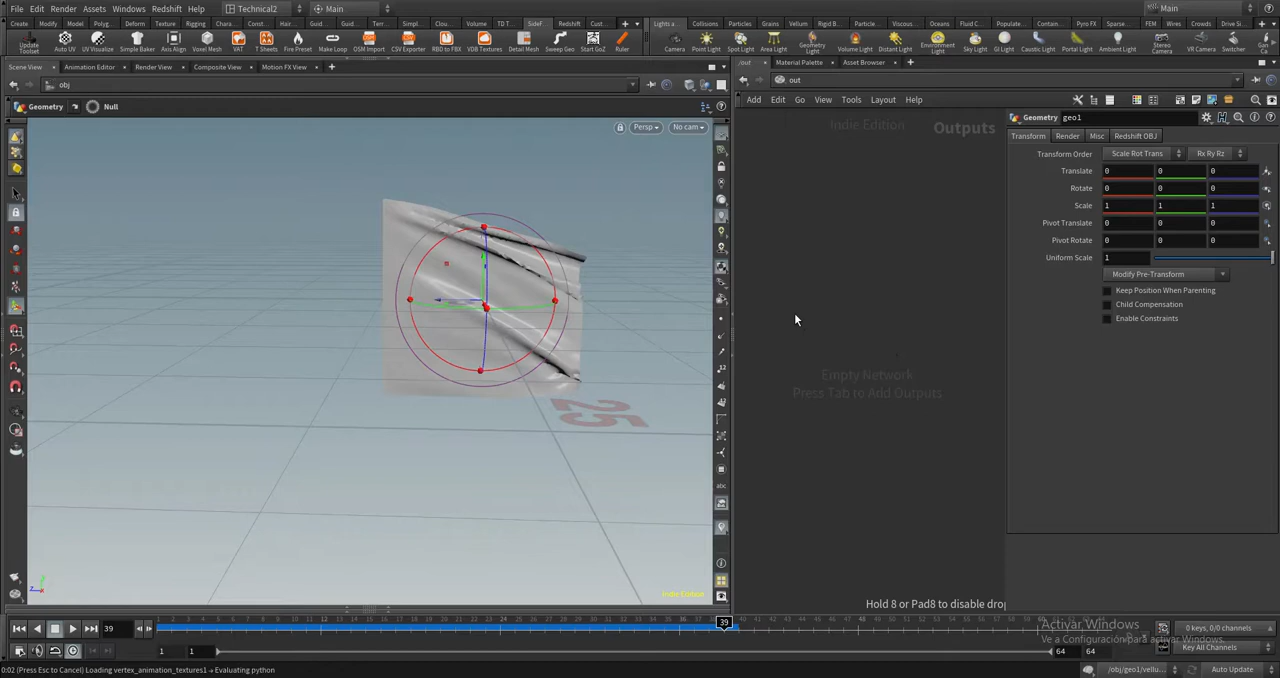 File Edit Render Assets Windows Redshift Help Technical2 Main Main
Create Modify Model Polyg... Deform Texture Rigging Chara... Const... Hair ... Guide... Terr... Simpl... Cloud... Volume TD T... SideF... Redshift Cust...
Lights a... Collisions Particles Grains Vellum Rigid B... Particle... Viscous... Oceans Populate... Contain... Pyro FX Sparse... FEM Wires Crowds Drive Si...
Update Toolset Auto UV UV Visualize Simple Baker Axis Align Voxel Mesh VAT T Sheets Fire Preset Make Loop OSM Import CSV Exporter RBD to FBX VDB Textures Detail Mesh Sweep Geo Start GoZ Ruler
Camera Point Light Spot Light Area Light Geometry Light Volume Light Distant Light Environment Light Sky Light GI Light Caustic Light Portal Light Ambient Light Stereo Camera VR Camera Switcher
Scene View Animation Editor Render View Composite View Motion FX View
/out Material Palette Asset Browser
obj
out
Geometry Null
Add Edit Go View Tools Layout Help
Persp No cam
Indie Edition
Outputs
Geometry geo1
Transform Render Misc Redshift OBJ
Transform Order Scale Rot Trans Rx Ry Rz
Translate 0 0 0
Rotate 0 0 0
Scale 1 1 1
Pivot Translate 0 0 0
Pivot Rotate 0 0 0
Uniform Scale 1
Modify Pre-Transform
Keep Position When Parenting
Child Compensation
Enable Constraints
Empty Network
Press Tab to Add Outputs
25
abc
Indie Edition
Hold 8 or Pad8 to disable drop
39
39
1 1 64 64
Activar Windows
Ve a Configuración para activar Windows.
0 keys, 0/0 channels
Key All Channels
0:02 (Press Esc to Cancel) Loading vertex_animation_textures1 -> Evaluating python
/obj/geo1/vellu... Auto Update